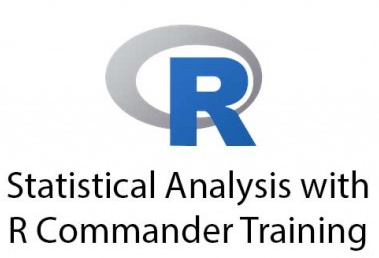 R
Statistical Analysis with
R Commander Training